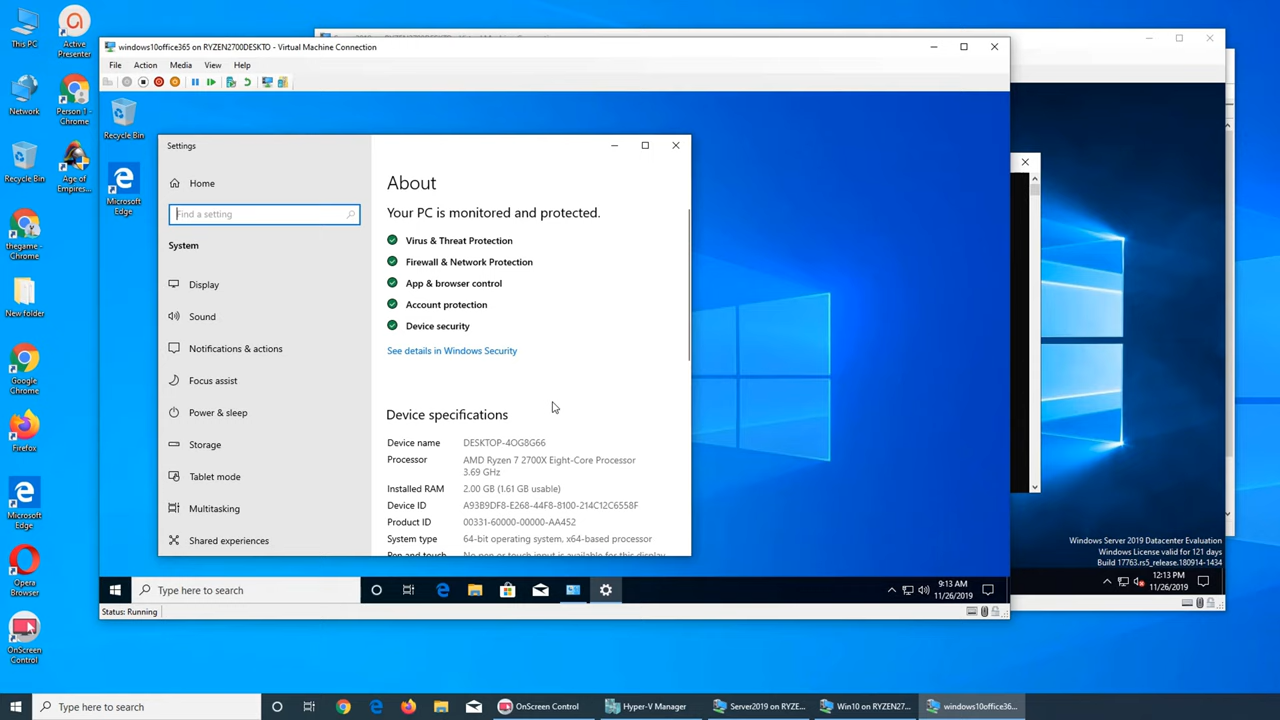 This PC
Active
Presenter
Network
Person 1 -
Chrome
Recycle Bin
Age of
Empires...
thegame -
Chrome
New folder
Google
Chrome
Firefox
Microsoft
Edge
Opera
Browser
OnScreen
Control
windows10office365 on RYZEN2700DESKTO - Virtual Machine Connection
File Action Media View Help
Recycle Bin
Microsoft
Edge
Settings
Home
Find a setting
System
Display
Sound
Notifications & actions
Focus assist
Power & sleep
Storage
Tablet mode
Multitasking
Shared experiences
About
Your PC is monitored and protected.
Virus & Threat Protection
Firewall & Network Protection
App & browser control
Account protection
Device security
See details in Windows Security
Device specifications
Device name DESKTOP-4OG8G66
Processor AMD Ryzen 7 2700X Eight-Core Processor
3.69 GHz
Installed RAM 2.00 GB (1.61 GB usable)
Device ID A93B9DF8-E268-44F8-8100-214C12C6558F
Product ID 00331-60000-00000-AA452
System type 64-bit operating system, x64-based processor
Pen and touch No pen or touch input is available for this display
Type here to search
9:13 AM
11/26/2019
Status: Running
Windows Server 2019 Datacenter Evaluation
Windows License valid for 121 days
Build 17763.rs5_release.180914-1434
12:13 PM
11/26/2019
Type here to search
OnScreen Control
Hyper-V Manager
Server2019 on RYZE...
Win10 on RYZEN27...
windows10office36...